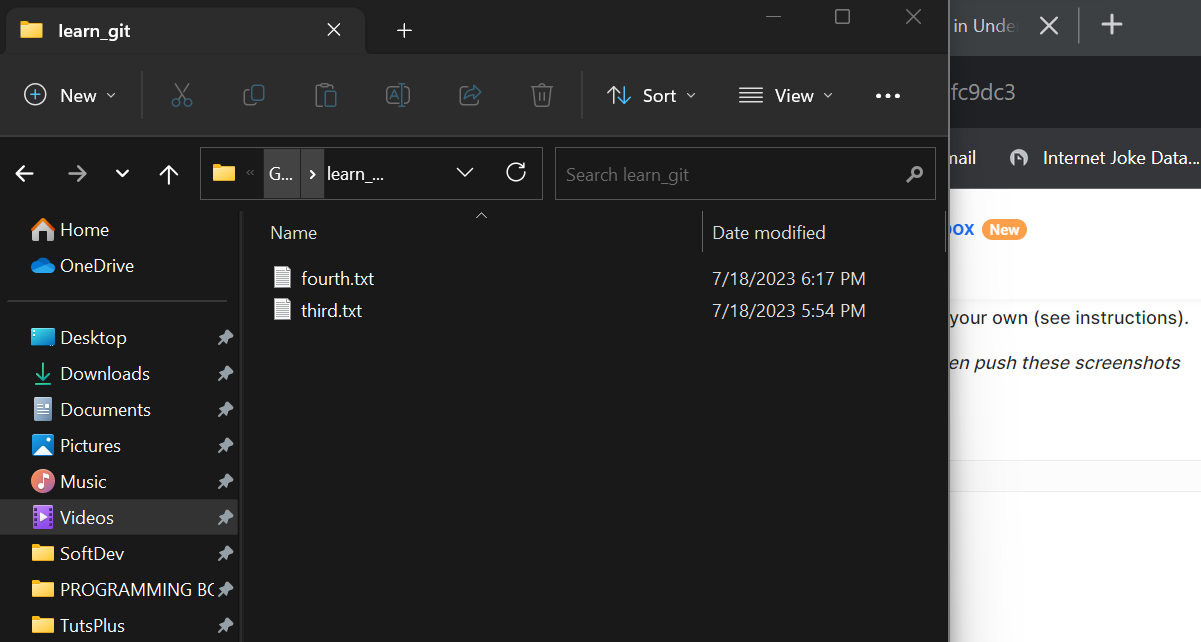 learn_git
in Unde
New
Sort
View
fc9dc3
G...
learn_...
Search learn_git
nail
Internet Joke Data...
Home
OneDrive
Name
Date modified
box New
fourth.txt
7/18/2023 6:17 PM
third.txt
7/18/2023 5:54 PM
your own (see instructions).
en push these screenshots
Desktop
Downloads
Documents
Pictures
Music
Videos
SoftDev
PROGRAMMING BO
TutsPlus